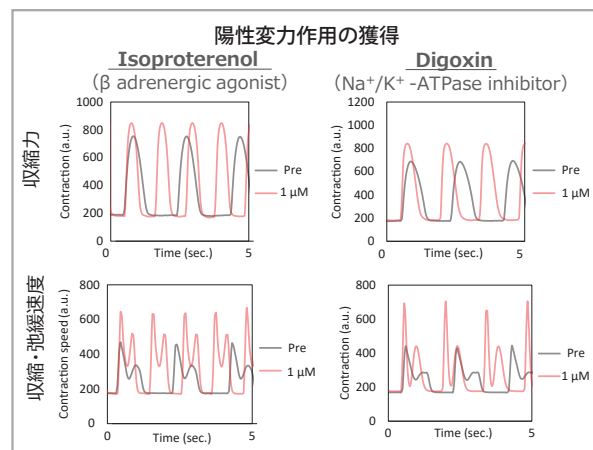 陽性変力作用の獲得
Isoproterenol
（β adrenergic agonist）
Digoxin
（Na⁺/K⁺ -ATPase inhibitor）
収縮力
Contraction (a.u.)
1000
800
600
400
200
0
0
5
Time (sec.)
Pre
1 μM
Contraction (a.u.)
1200
1000
800
600
400
200
0
0
5
Time (sec.)
Pre
1 μM
収縮・弛緩速度
Contraction speed (a.u.)
800
600
400
200
0
0
5
Time (sec.)
Pre
1 μM
Contraction (a.u.)
800
600
400
200
0
0
5
Time (sec.)
Pre
1 μM